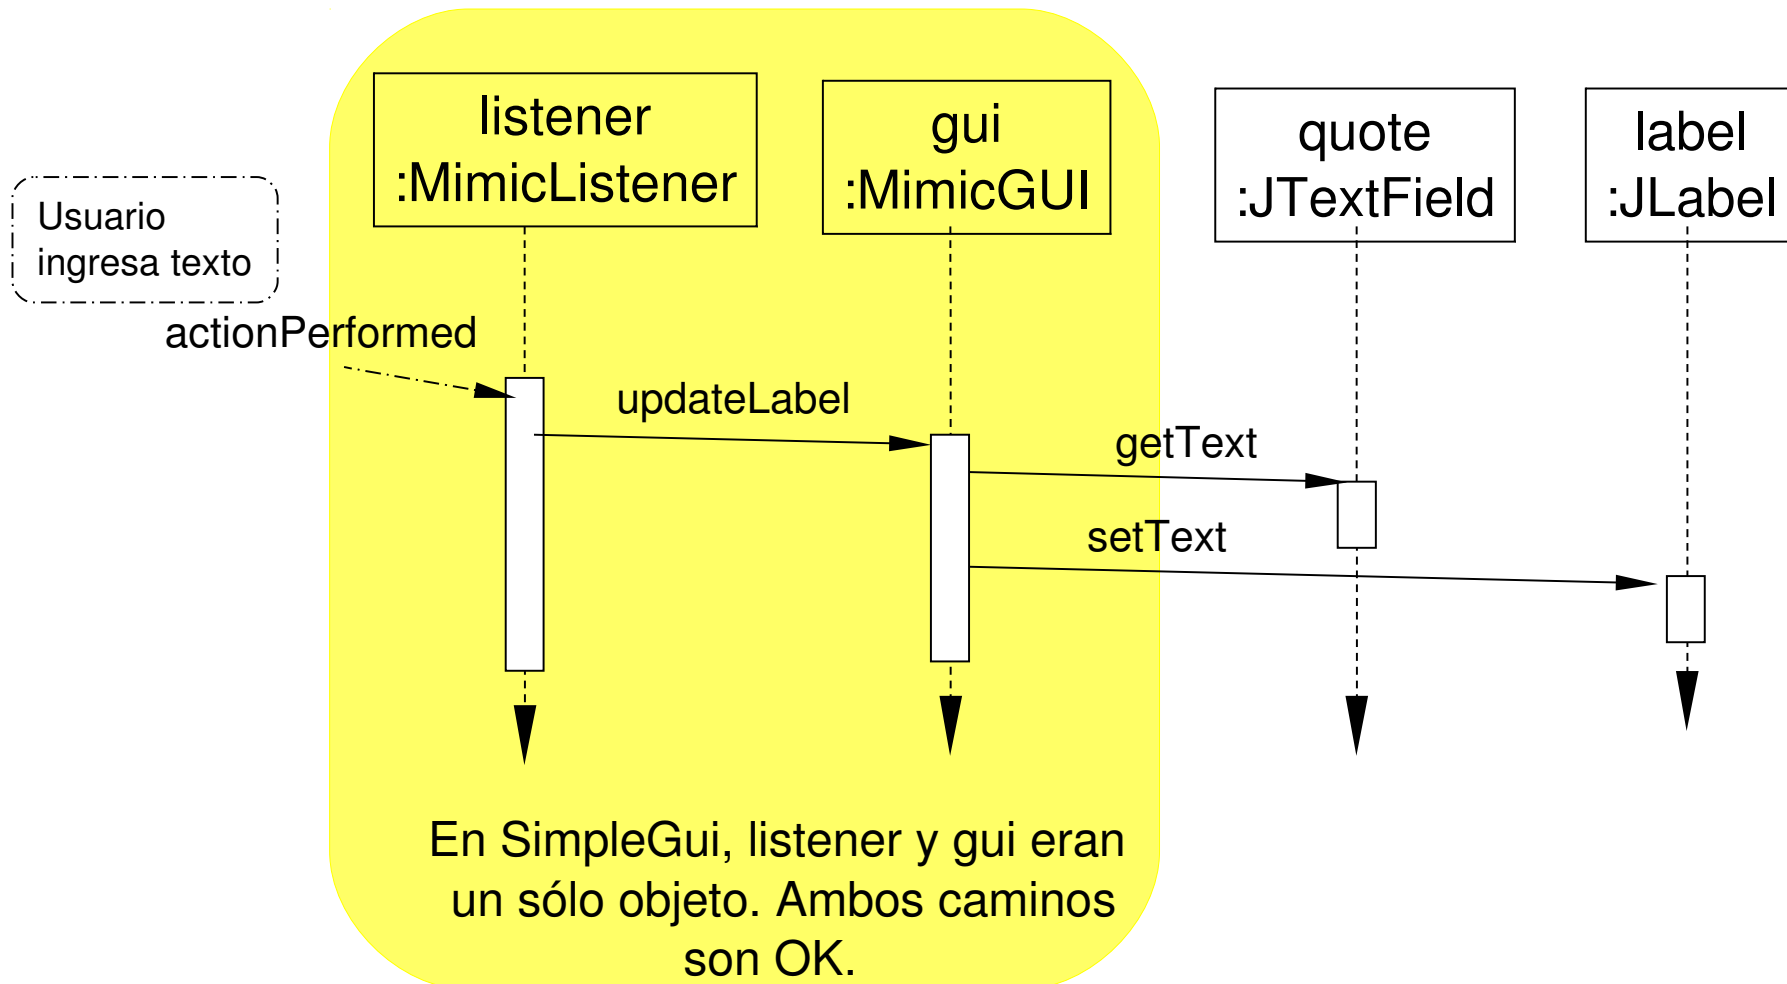 listener
:MimicListener
gui
:MimicGUI
quote
:JTextField
label
:JLabel
Usuario
ingresa texto
actionPerformed
updateLabel
getText
setText
En SimpleGui, listener y gui eran
un sólo objeto. Ambos caminos
son OK.